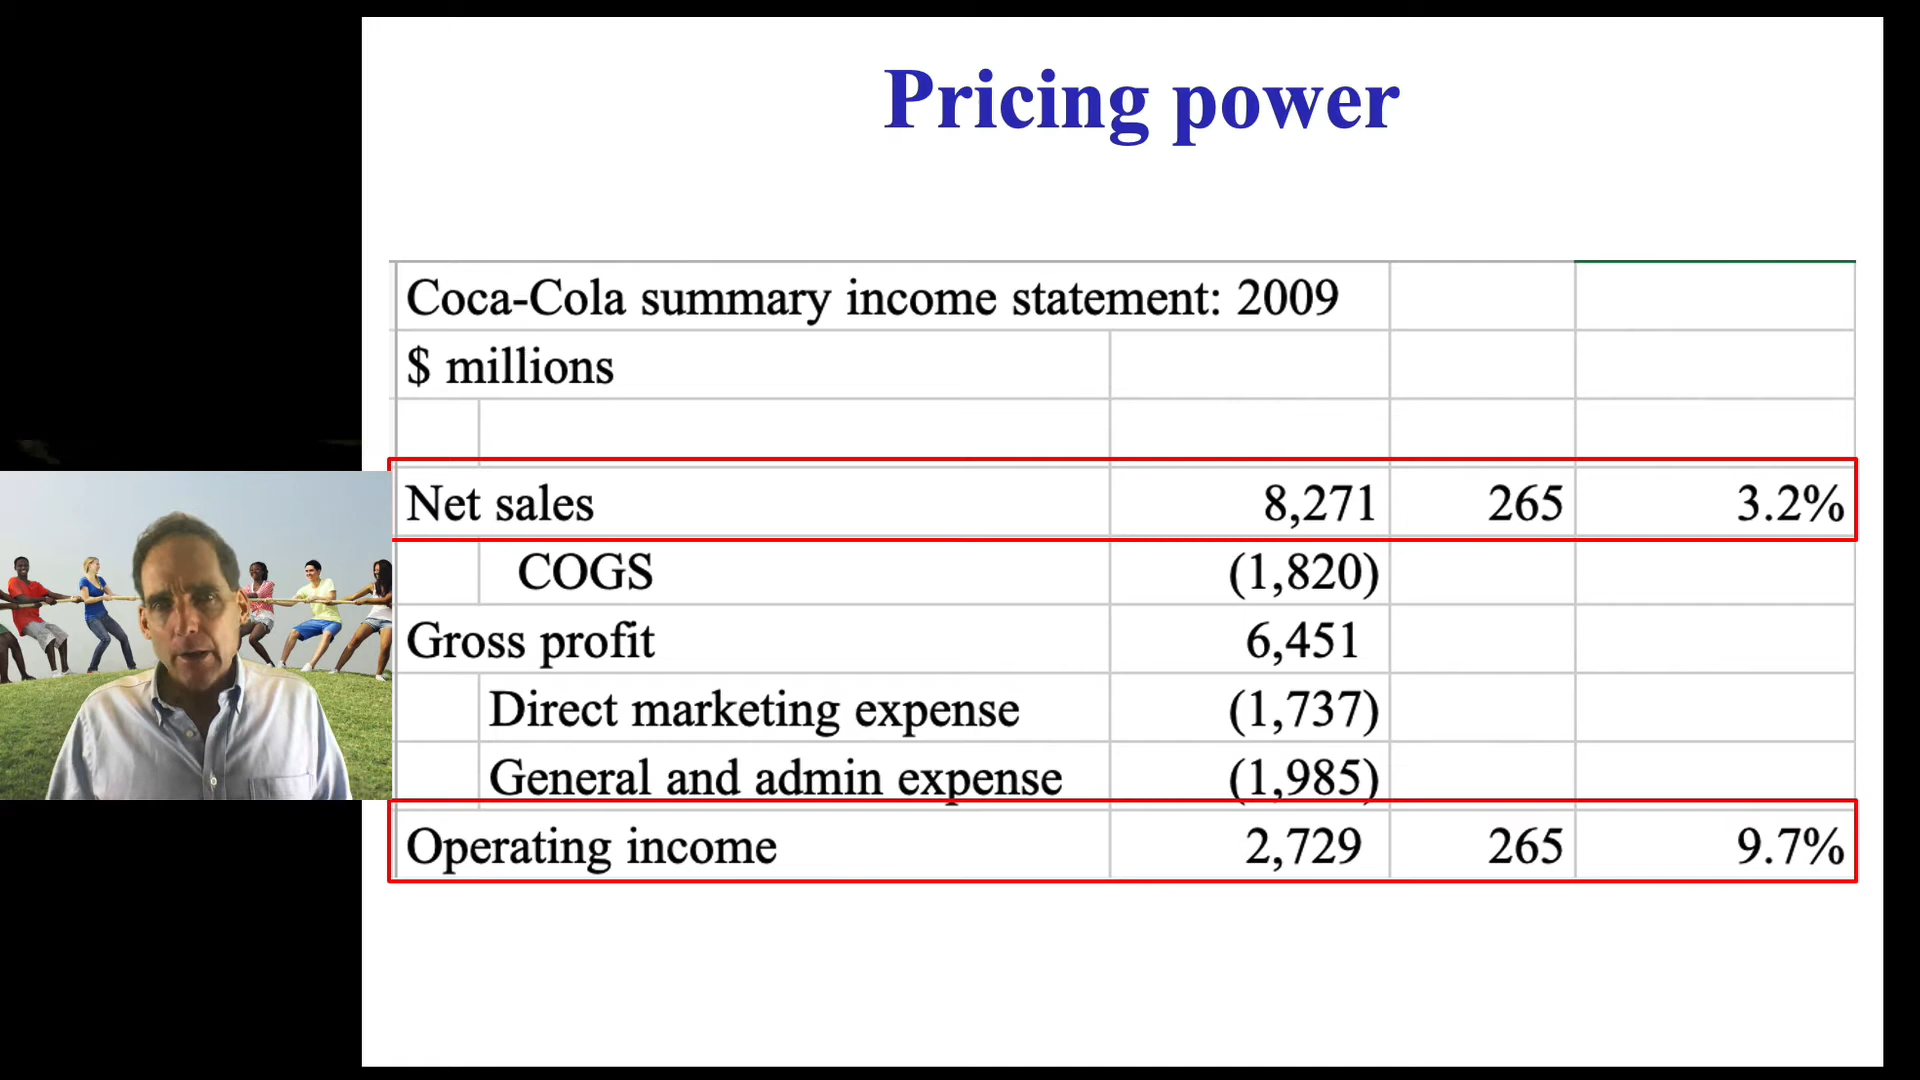 Pricing power
Coca-Cola summary income statement: 2009
$ millions
Net sales 8,271 265 3.2%
COGS (1,820)
Gross profit 6,451
Direct marketing expense (1,737)
General and admin expense (1,985)
Operating income 2,729 265 9.7%